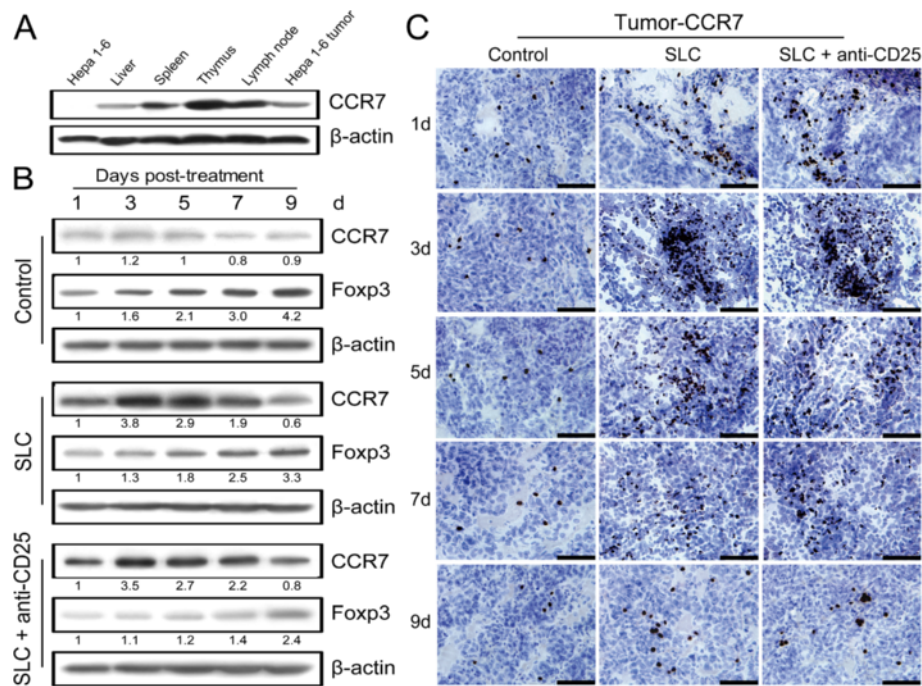 A
Hepa 1-6
Liver
Spleen
Thymus
Lymph node
Hepa 1-6 tumor
CCR7
β-actin
B
Days post-treatment
1 3 5 7 9 d
Control
CCR7
1 1.2 1 0.8 0.9
Foxp3
1 1.6 2.1 3.0 4.2
β-actin
SLC
CCR7
1 3.8 2.9 1.9 0.6
Foxp3
1 1.3 1.8 2.5 3.3
β-actin
SLC + anti-CD25
CCR7
1 3.5 2.7 2.2 0.8
Foxp3
1 1.1 1.2 1.4 2.4
β-actin
C
Tumor-CCR7
Control SLC SLC + anti-CD25
1d
3d
5d
7d
9d